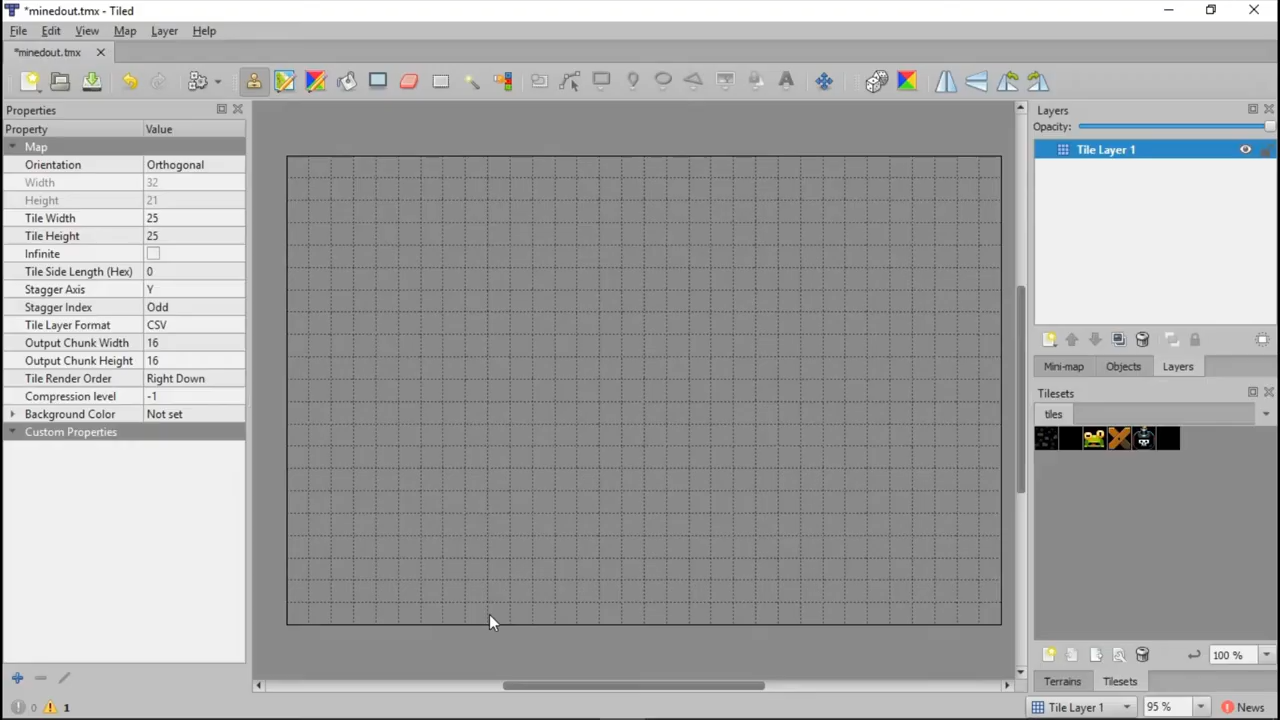 *minedout.tmx - Tiled
File Edit View Map Layer Help
*minedout.tmx
Properties
Property Value
Map
Orientation Orthogonal
Width 32
Height 21
Tile Width 25
Tile Height 25
Infinite
Tile Side Length (Hex) 0
Stagger Axis Y
Stagger Index Odd
Tile Layer Format CSV
Output Chunk Width 16
Output Chunk Height 16
Tile Render Order Right Down
Compression level -1
Background Color Not set
Custom Properties
0 1
Layers
Opacity:
Tile Layer 1
Mini-map Objects Layers
Tilesets
tiles
100 %
Terrains Tilesets
Tile Layer 1 95 % News